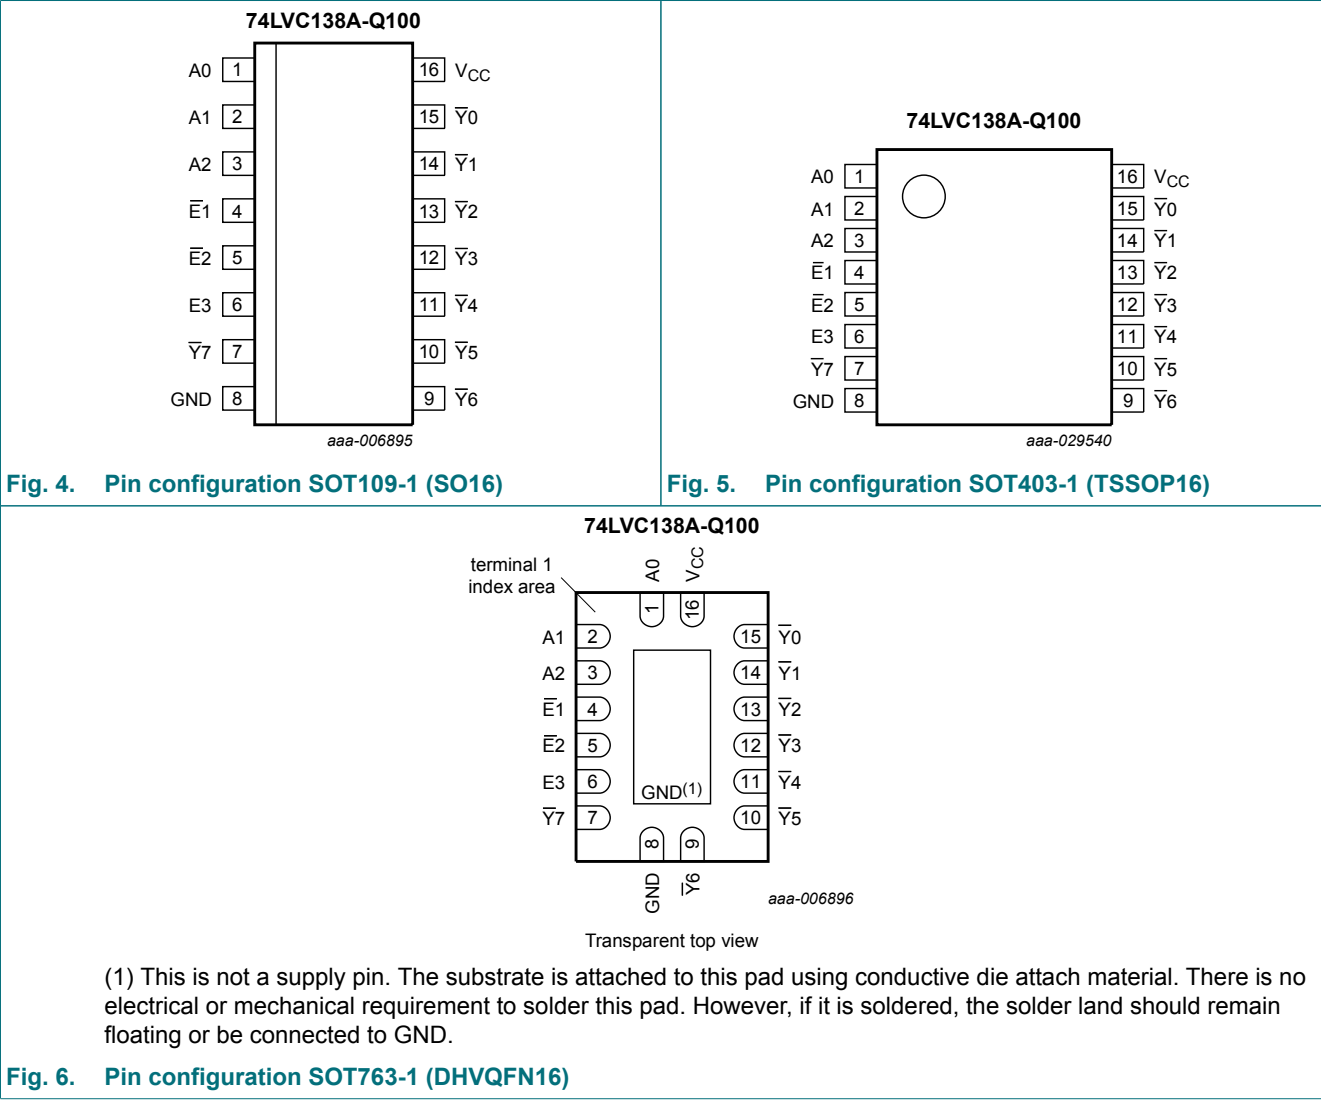 74LVC138A-Q100
A0 1 16 VCC
A1 2 15 Y̅0
A2 3 14 Y̅1
E̅1 4 13 Y̅2
E̅2 5 12 Y̅3
E3 6 11 Y̅4
Y̅7 7 10 Y̅5
GND 8 9 Y̅6
aaa-006895
Fig. 4. Pin configuration SOT109-1 (SO16)
74LVC138A-Q100
A0 1 16 VCC
A1 2 15 Y̅0
A2 3 14 Y̅1
E̅1 4 13 Y̅2
E̅2 5 12 Y̅3
E3 6 11 Y̅4
Y̅7 7 10 Y̅5
GND 8 9 Y̅6
aaa-029540
Fig. 5. Pin configuration SOT403-1 (TSSOP16)
74LVC138A-Q100
terminal 1
index area
A0 VCC
1 16
A1 2 15 Y̅0
A2 3 14 Y̅1
E̅1 4 13 Y̅2
E̅2 5 12 Y̅3
E3 6 11 Y̅4
GND(1)
Y̅7 7 10 Y̅5
8 9
GND Y̅6
aaa-006896
Transparent top view
(1) This is not a supply pin. The substrate is attached to this pad using conductive die attach material. There is no
electrical or mechanical requirement to solder this pad. However, if it is soldered, the solder land should remain
floating or be connected to GND.
Fig. 6. Pin configuration SOT763-1 (DHVQFN16)